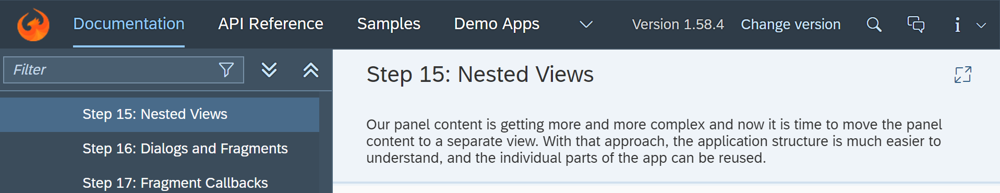 Documentation API Reference Samples Demo Apps Version 1.58.4 Change version
Filter
Step 15: Nested Views
Step 16: Dialogs and Fragments
Step 17: Fragment Callbacks
Step 15: Nested Views
Our panel content is getting more and more complex and now it is time to move the panel
content to a separate view. With that approach, the application structure is much easier to
understand, and the individual parts of the app can be reused.